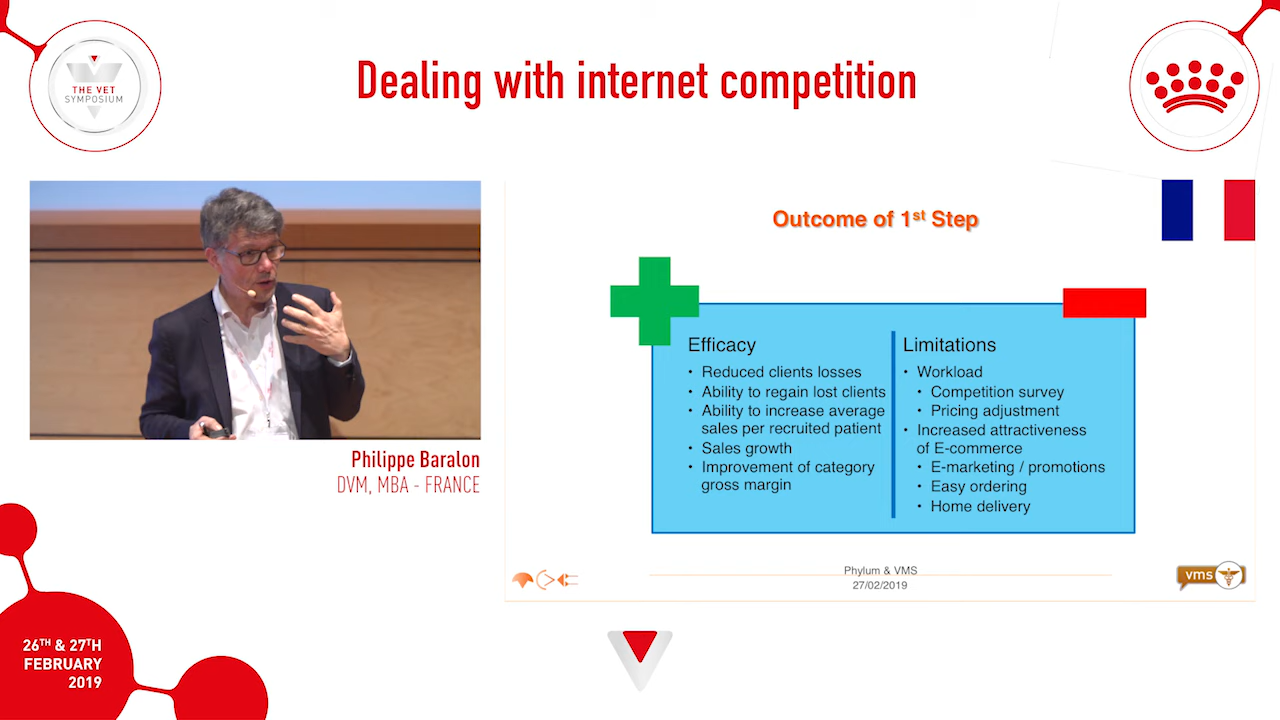 THE VET
SYMPOSIUM
Dealing with internet competition
Philippe Baralon
DVM, MBA - FRANCE
Outcome of 1st Step
Efficacy
• Reduced clients losses
• Ability to regain lost clients
• Ability to increase average
sales per recruited patient
• Sales growth
• Improvement of category
gross margin
Limitations
• Workload
• Competition survey
• Pricing adjustment
• Increased attractiveness
of E-commerce
• E-marketing / promotions
• Easy ordering
• Home delivery
Phylum & VMS
27/02/2019
vms
26TH & 27TH
FEBRUARY
2019